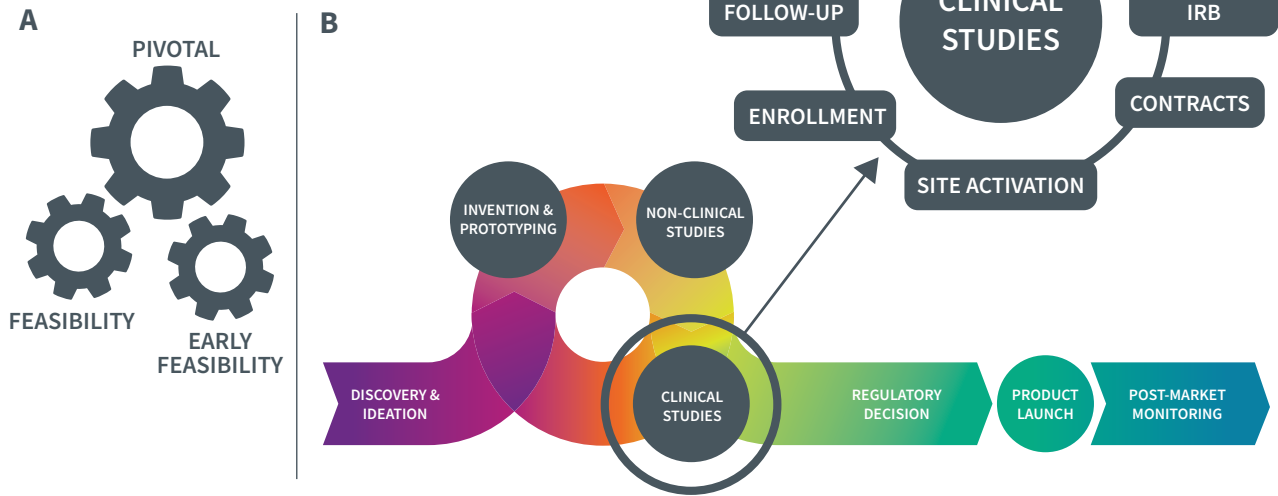 A
PIVOTAL
FEASIBILITY
EARLY
FEASIBILITY
B
CLINICAL
STUDIES
FOLLOW-UP
IRB
ENROLLMENT
CONTRACTS
SITE ACTIVATION
INVENTION &
PROTOTYPING
NON-CLINICAL
STUDIES
DISCOVERY &
IDEATION
CLINICAL
STUDIES
REGULATORY
DECISION
PRODUCT
LAUNCH
POST-MARKET
MONITORING